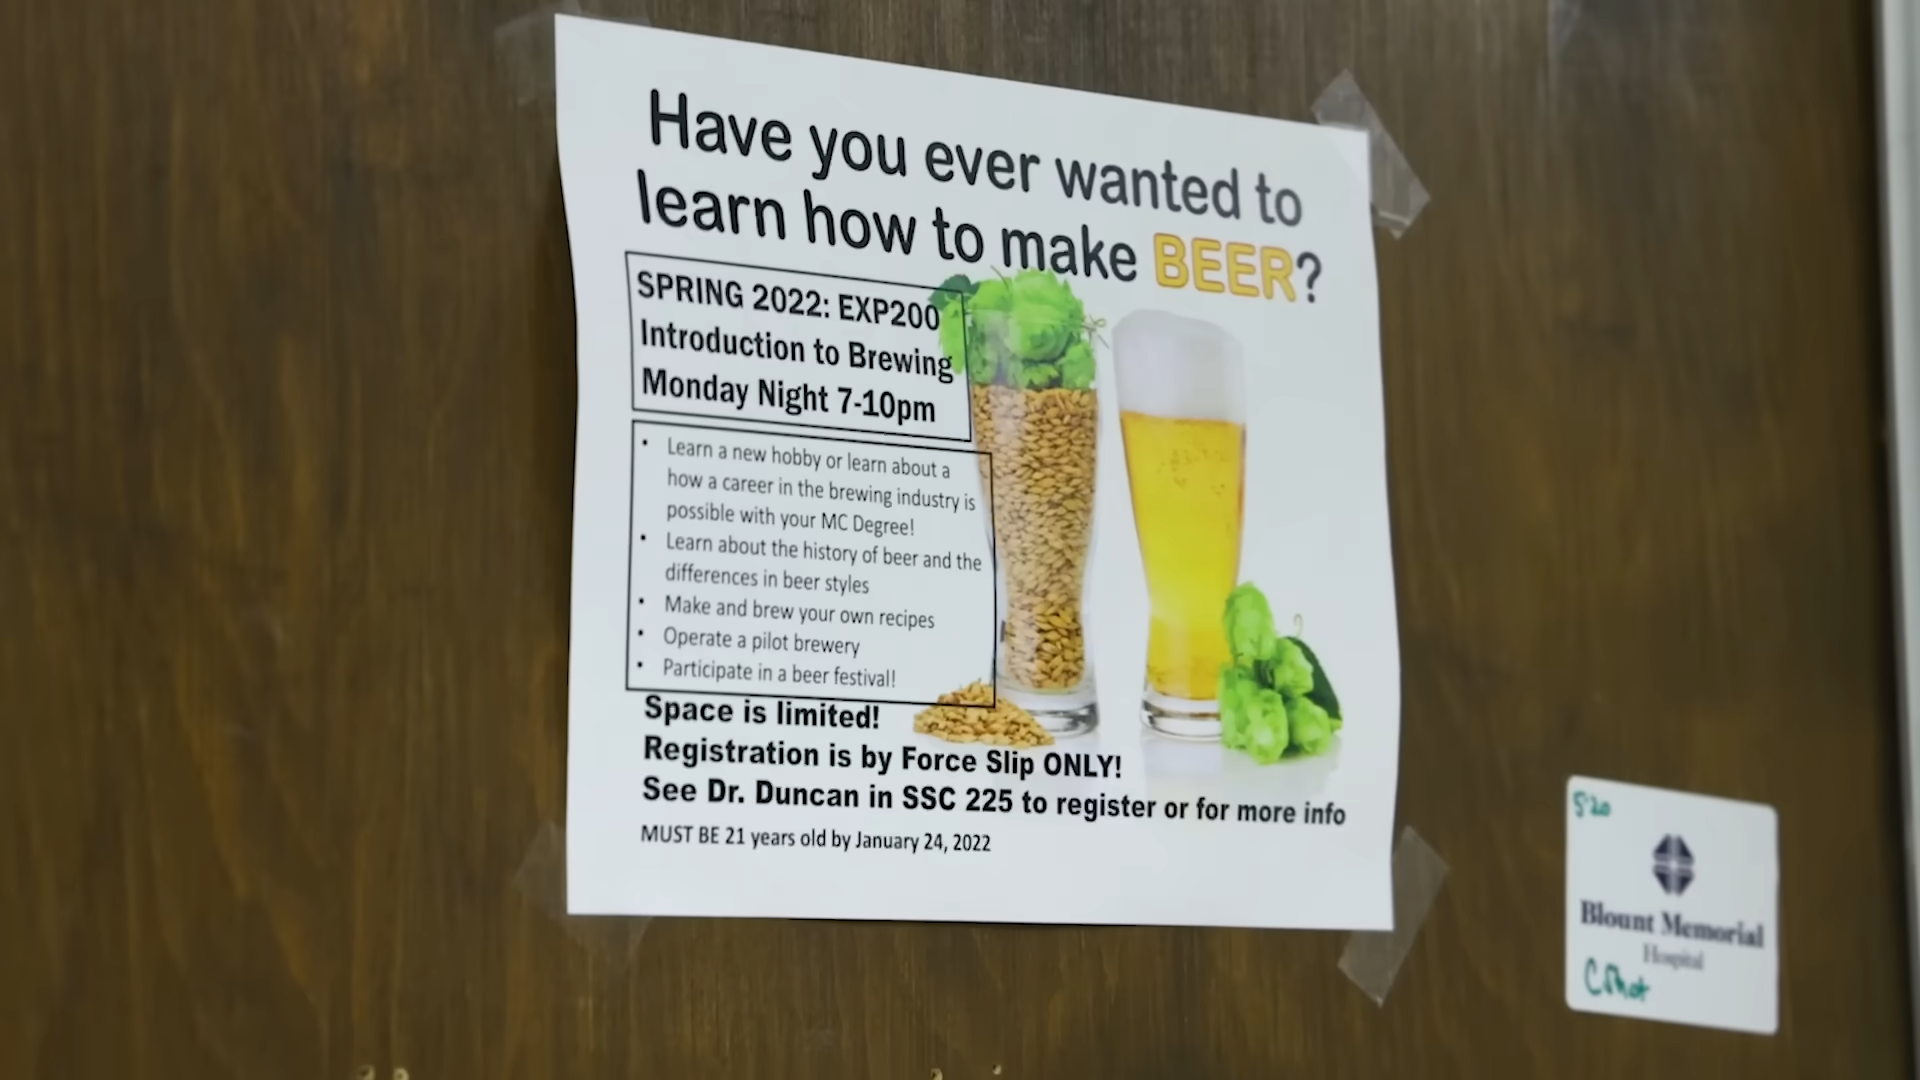 Have you ever wanted to
learn how to make BEER?
SPRING 2022: EXP200
Introduction to Brewing
Monday Night 7-10pm
• Learn a new hobby or learn about a
how a career in the brewing industry is
possible with your MC Degree!
• Learn about the history of beer and the
differences in beer styles
• Make and brew your own recipes
• Operate a pilot brewery
• Participate in a beer festival!
Space is limited!
Registration is by Force Slip ONLY!
See Dr. Duncan in SSC 225 to register or for more info
MUST BE 21 years old by January 24, 2022
Blount Memorial
Hospital